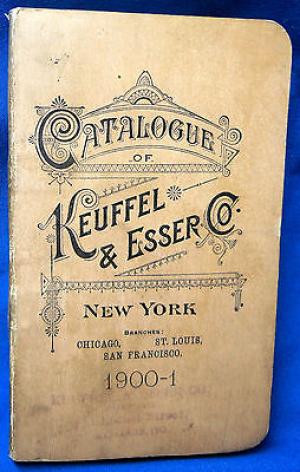 CATALOGUE
OF
KEUFFEL
& ESSER CO.
NEW YORK
BRANCHES:
CHICAGO, ST. LOUIS,
SAN FRANCISCO.
1900-1